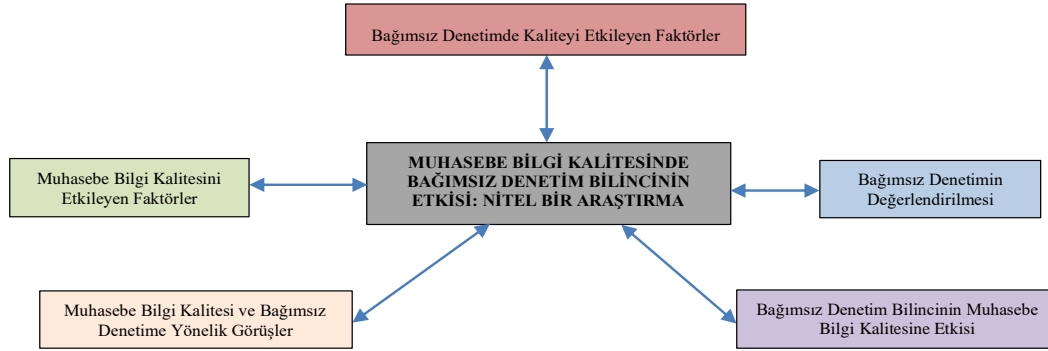 Bağımsız Denetimde Kaliteyi Etkileyen Faktörler
Muhasebe Bilgi Kalitesini
Etkileyen Faktörler
MUHASEBE BİLGİ KALİTESİNDE
BAĞIMSIZ DENETİM BİLİNCİNİN
ETKİSİ: NİTEL BİR ARAŞTIRMA
Bağımsız Denetimin
Değerlendirilmesi
Muhasebe Bilgi Kalitesi ve Bağımsız
Denetime Yönelik Görüşler
Bağımsız Denetim Bilincinin Muhasebe
Bilgi Kalitesine Etkisi